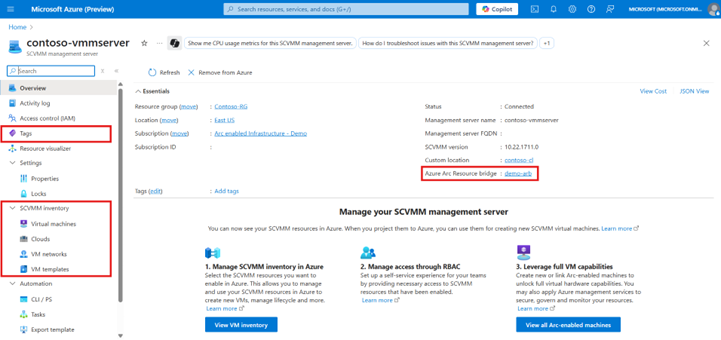 Microsoft Azure (Preview)
Search resources, services, and docs (G+/)
Copilot
MICROSOFT (MICROSOFT.ONM...
Home >
contoso-vmmserver
SCVMM management server
Show me CPU usage metrics for this SCVMM management server.
How do I troubleshoot issues with this SCVMM management server?
+1
Search
Refresh
Remove from Azure
Overview
Activity log
Access control (IAM)
Tags
Resource visualizer
Settings
Properties
Locks
SCVMM inventory
Virtual machines
Clouds
VM networks
VM templates
Automation
CLI / PS
Tasks
Export template
Essentials
View Cost
JSON View
Resource group (move) : Contoso-RG
Location (move) : East US
Subscription (move) : Arc enabled Infrastructure - Demo
Subscription ID :
Status : Connected
Management server name : contoso-vmmserver
Management server FQDN :
SCVMM version : 10.22.1711.0
Custom location : contoso-cl
Azure Arc Resource bridge : demo-arb
Tags (edit) : Add tags
Manage your SCVMM management server
You can now see your SCVMM resources in Azure. When you project them to Azure, you can use them for creating new SCVMM virtual machines. Learn more
1. Manage SCVMM inventory in Azure
Select the SCVMM resources you want to
enable in Azure. This allows you to manage
and use your SCVMM resources in Azure to
create new VMs, manage lifecycle and more.
Learn more
View VM inventory
2. Manage access through RBAC
Set up a self-service experience for your teams
by providing necessary access to SCVMM
resources that have been enabled.
Learn more
3. Leverage full VM capabilities
Create new or link Arc-enabled machines to
unlock full virtual hardware capabilities. You
may also apply Azure management services to
secure, govern and monitor your resources.
Learn more
View all Arc-enabled machines